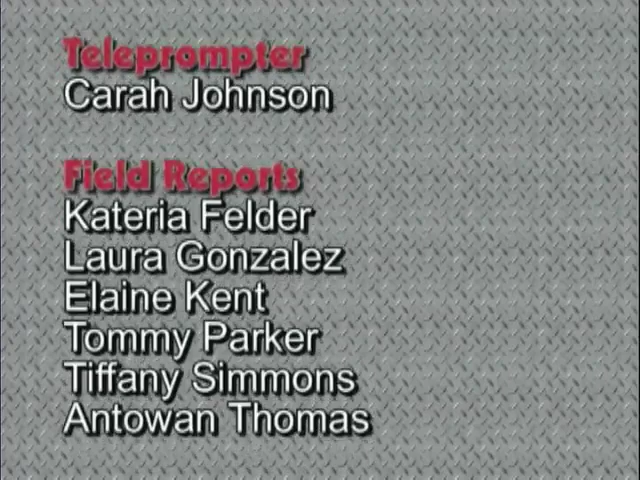 Teleprompter
Carah Johnson
Field Reports
Kateria Felder
Laura Gonzalez
Elaine Kent
Tommy Parker
Tiffany Simmons
Antowan Thomas